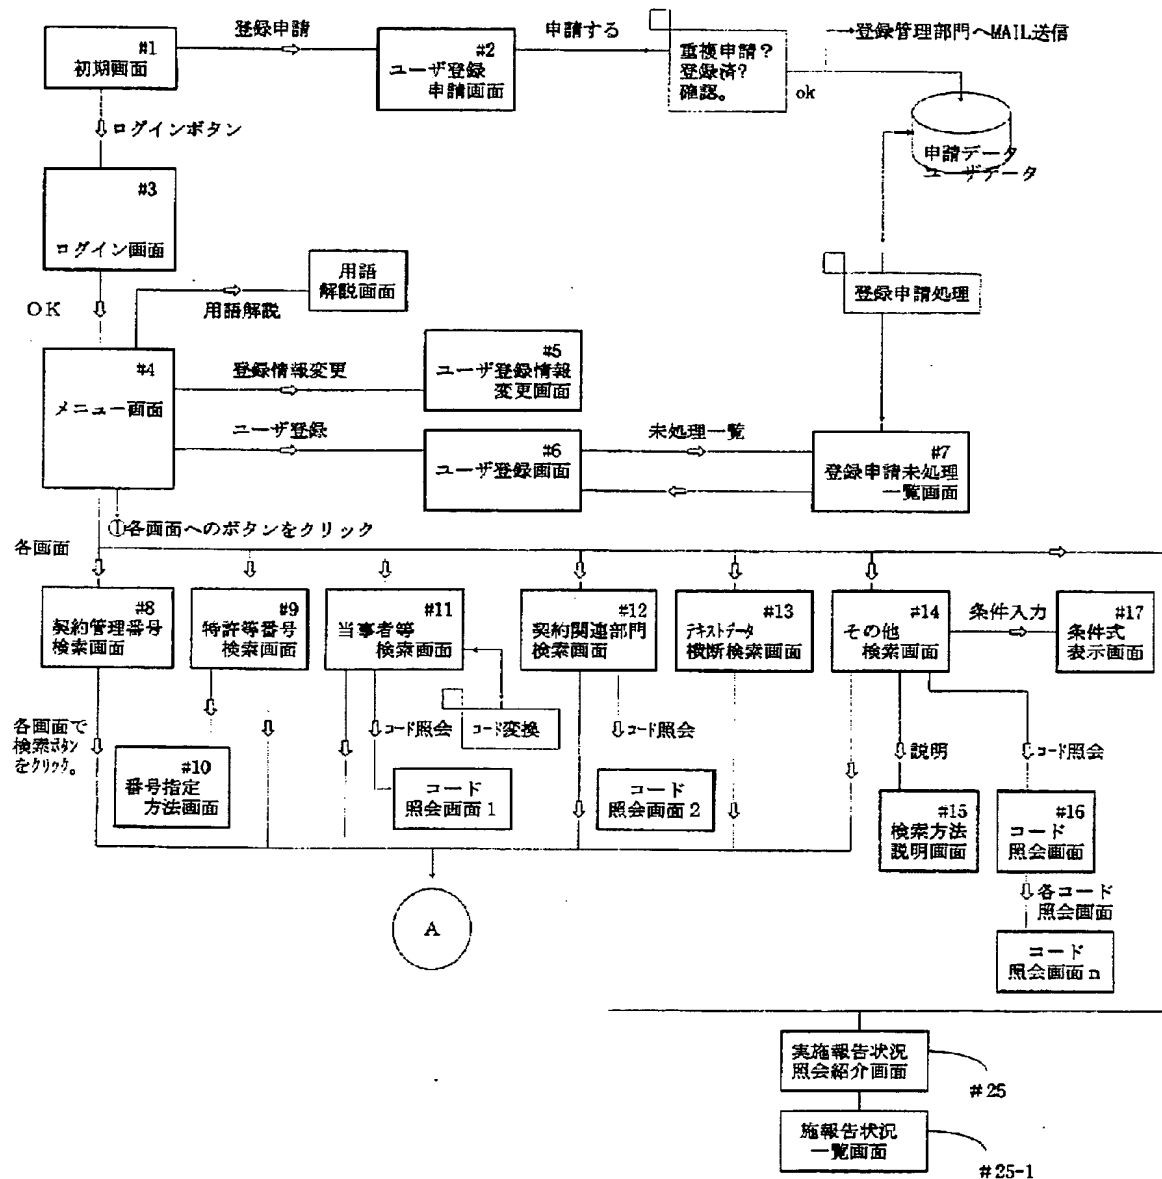 #1
初期画面
登録申請
#2
ユーザ登録
申請画面
申請する
重複申請?
登録済?
確認。
→登録管理部門へMAIL送信
ok
申請データ
ユーザデータ
ログインボタン
#3
ログイン画面
OK
用語解説
用語
解説画面
登録申請処理
#4
メニュー画面
登録情報変更
#5
ユーザ登録情報
変更画面
ユーザ登録
#6
ユーザ登録画面
未処理一覧
#7
登録申請未処理
一覧画面
①各画面へのボタンをクリック
各画面
#8
契約管理番号
検索画面
#9
特許等番号
検索画面
#11
当事者等
検索画面
#12
契約関連部門
検索画面
#13
テキストデータ
横断検索画面
#14
その他
検索画面
条件入力
#17
条件式
表示画面
各画面で
検索ボタン
をクリック。
#10
番号指定
方法画面
コード照会
コード変換
コード
照会画面1
コード照会
コード
照会画面2
説明
#15
検索方法
説明画面
コード照会
#16
コード
照会画面
各コード
照会画面
コード
照会画面n
A
実施報告状況
照会紹介画面
#25
施報告状況
一覧画面
#25-1